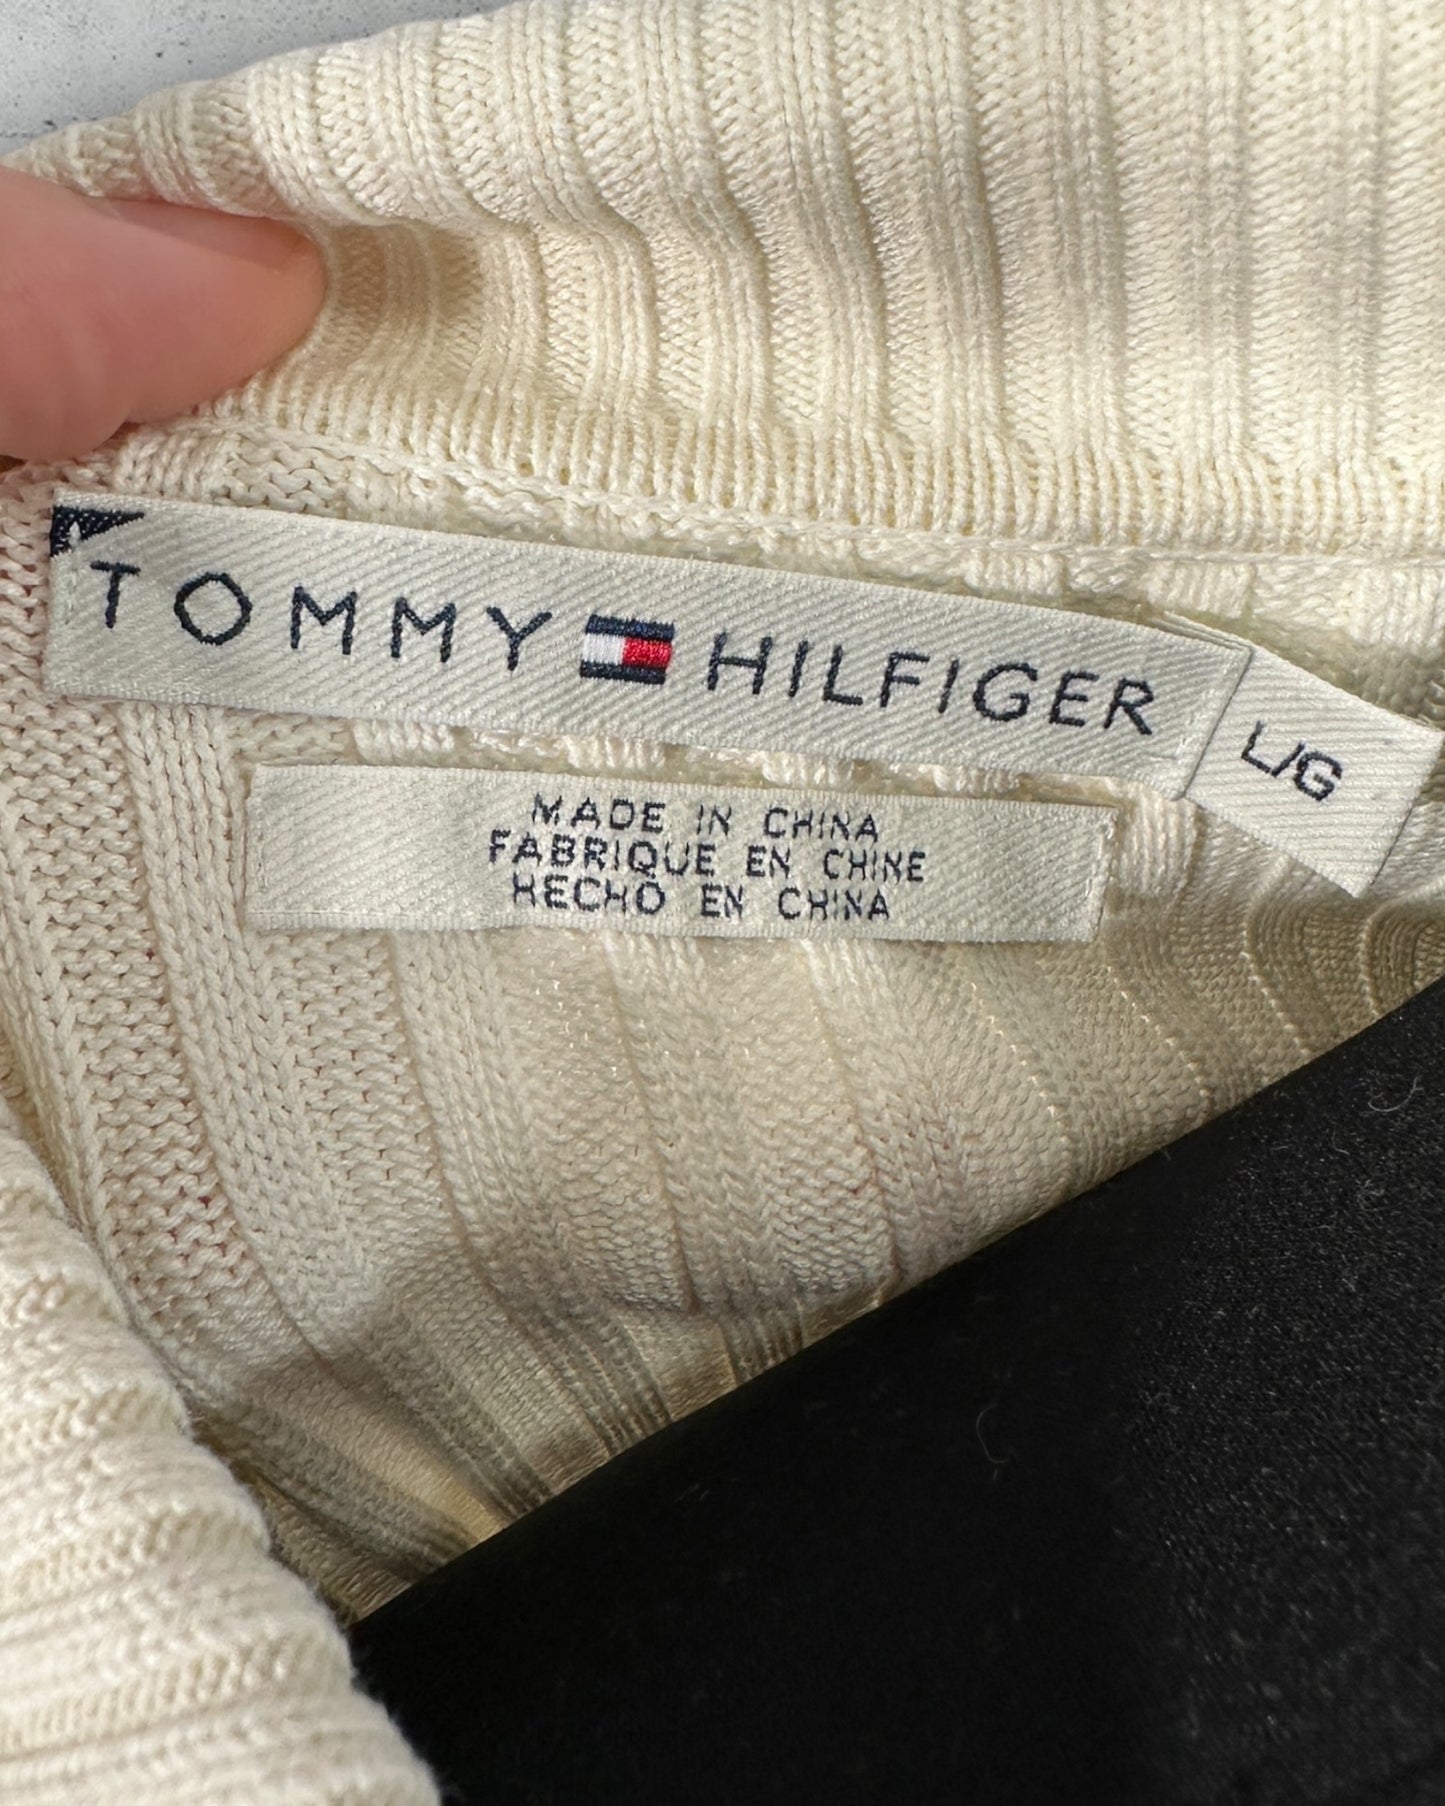 TOMMY HILFIGER
L/G
MADE IN CHINA
FABRIQUE EN CHINE
HECHO EN CHINA